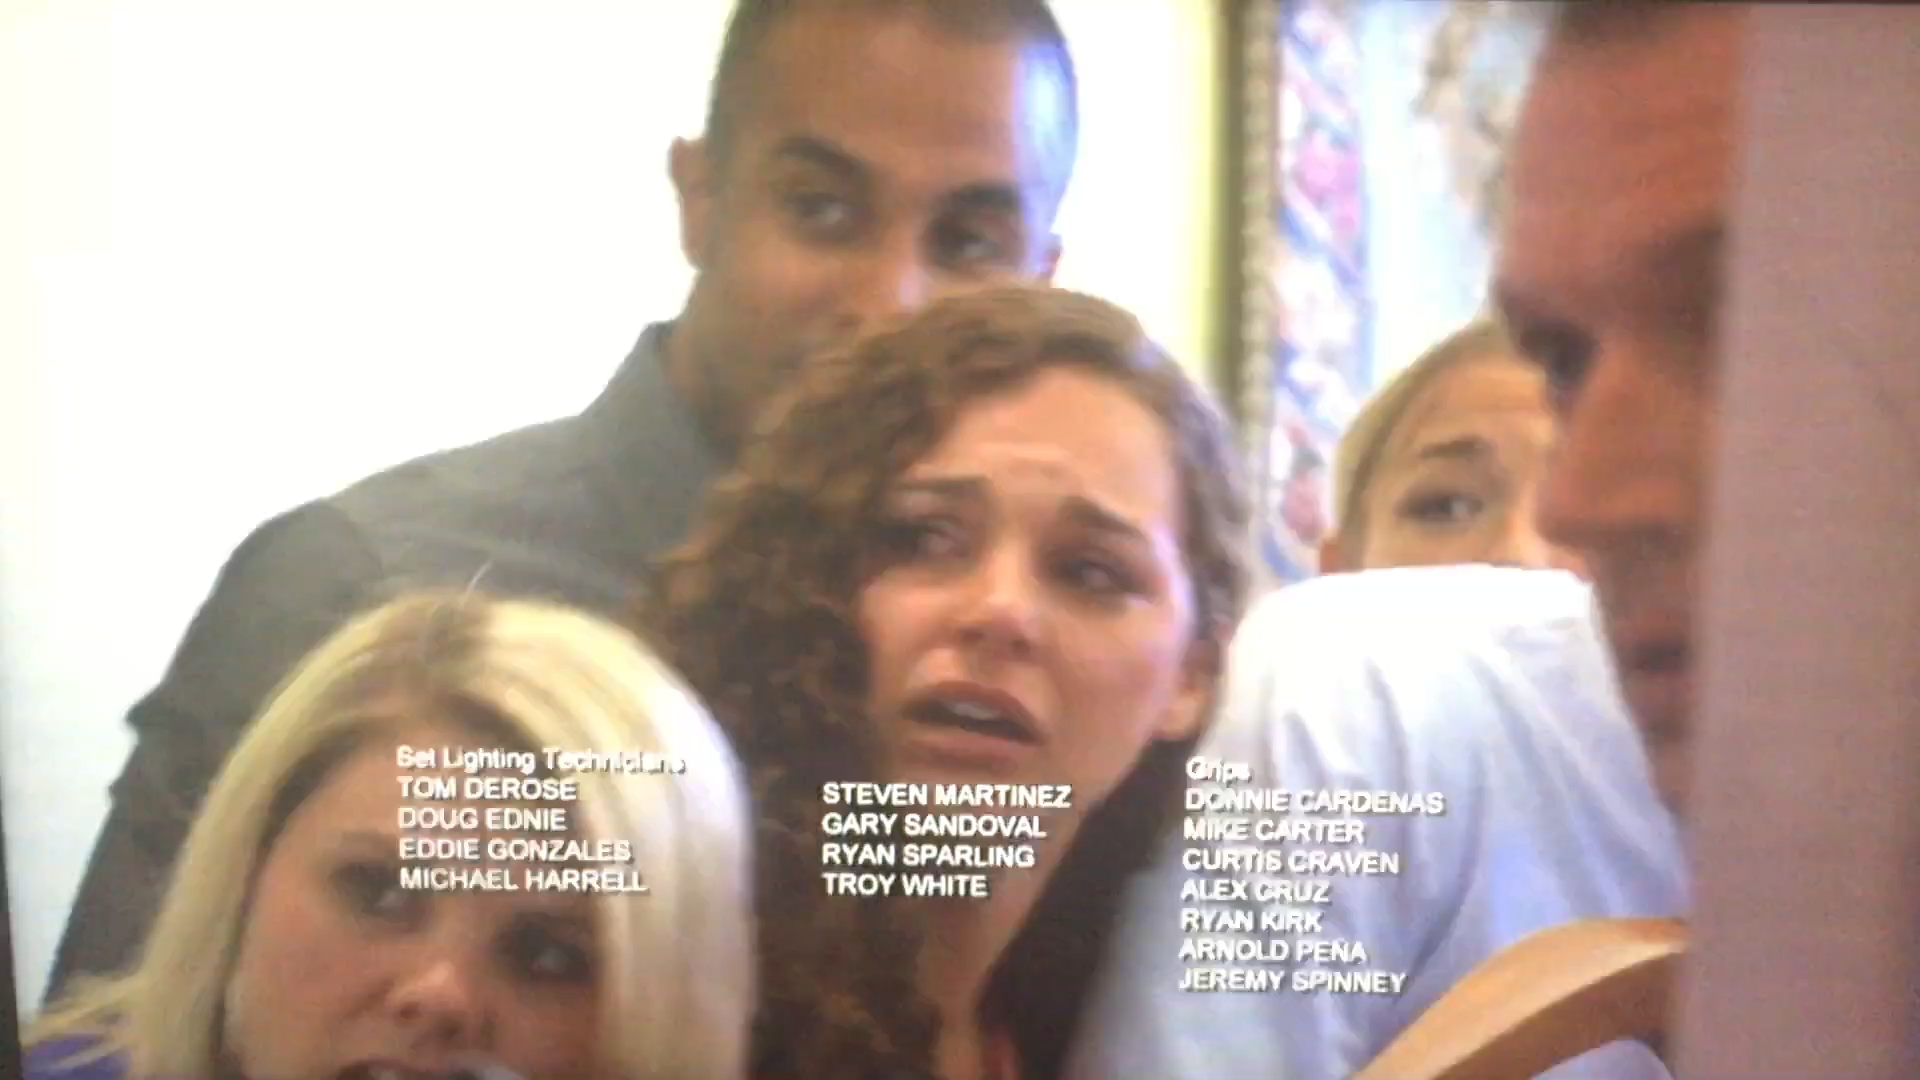 Set Lighting Technicians
TOM DEROSE
DOUG EDNIE
EDDIE GONZALES
MICHAEL HARRELL
STEVEN MARTINEZ
GARY SANDOVAL
RYAN SPARLING
TROY WHITE
Grips
DONNIE CARDENAS
MIKE CARTER
CURTIS CRAVEN
ALEX CRUZ
RYAN KIRK
ARNOLD PEÑA
JEREMY SPINNEY